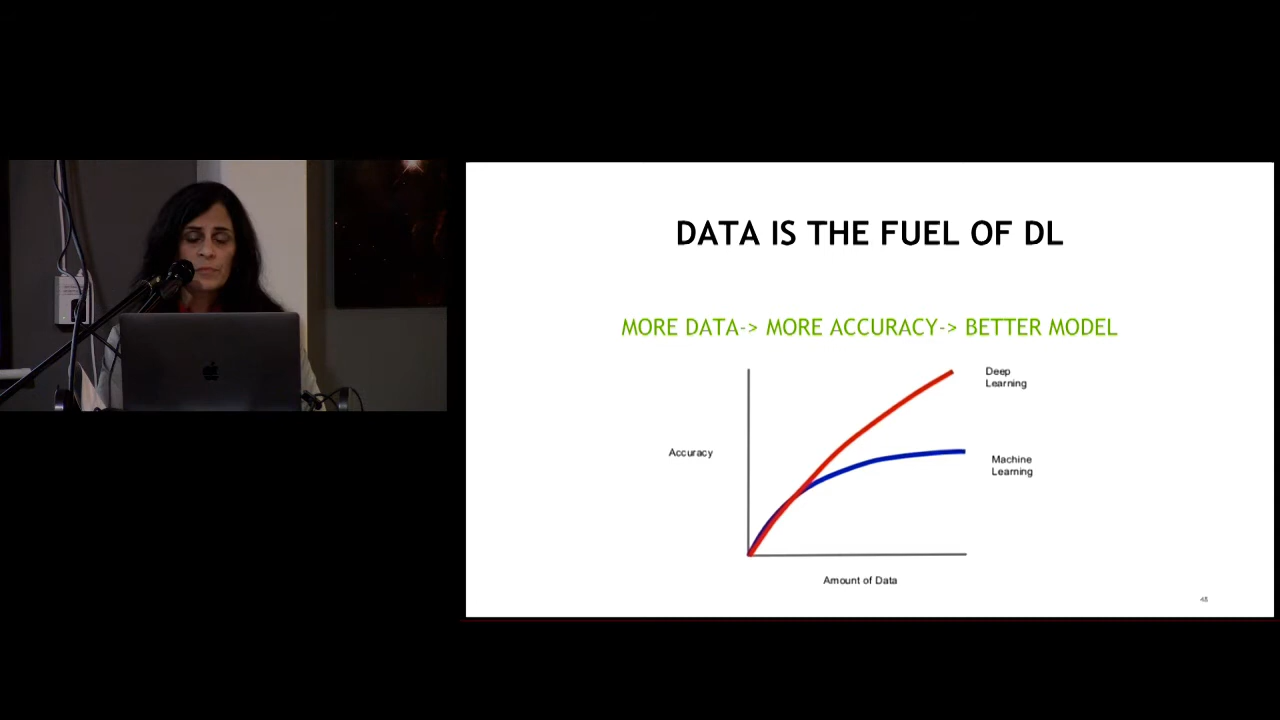 DATA IS THE FUEL OF DL
MORE DATA-> MORE ACCURACY-> BETTER MODEL
Deep
Learning
Accuracy
Machine
Learning
Amount of Data